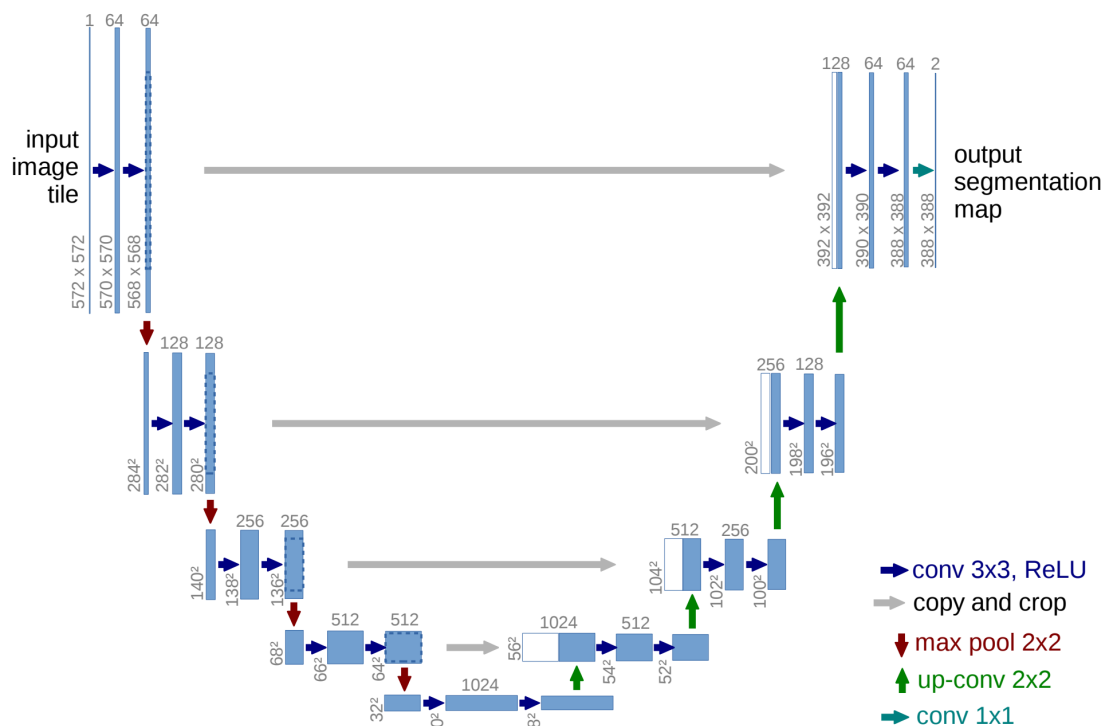 1 64 64
128 64 64 2
input
image
tile
output
segmentation
map
572 x 572
570 x 570
568 x 568
392 x 392
390 x 390
388 x 388
388 x 388
128 128
256 128
284²
282²
280²
200²
198²
196²
256 256
512 256
140²
138²
136²
104²
102²
100²
512 512
1024 512
68²
66²
64²
56²
54²
52²
1024
32²
conv 3x3, ReLU
copy and crop
max pool 2x2
up-conv 2x2
conv 1x1